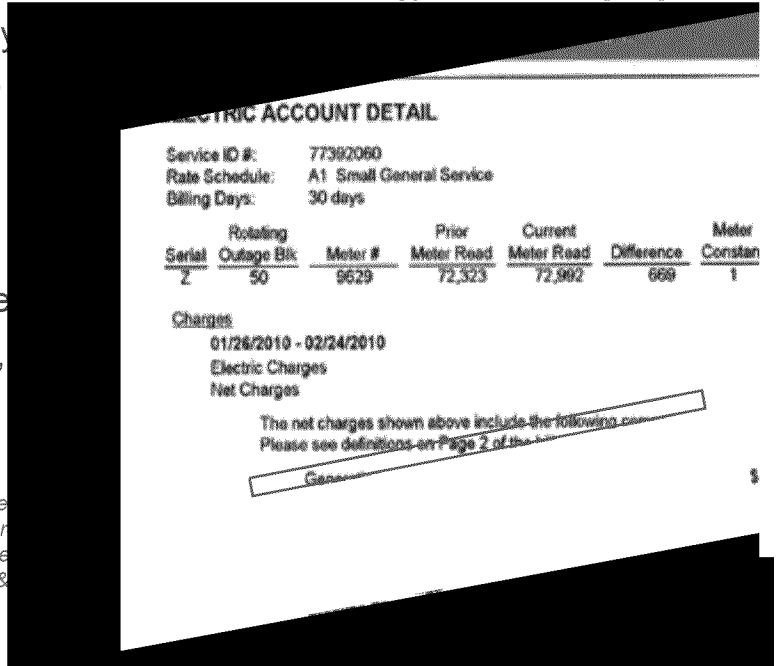 ELECTRIC ACCOUNT DETAIL
Service ID #: 77392060
Rate Schedule: A1 Small General Service
Billing Days: 30 days
Rotating Prior Current Meter
Serial Outage Blk Meter # Meter Read Meter Read Difference Constan
Z 50 9629 72,323 72,992 669 1
Charges
01/26/2010 - 02/24/2010
Electric Charges
Net Charges
The net charges shown above include the following
Please see definitions on Page 2 of the
$